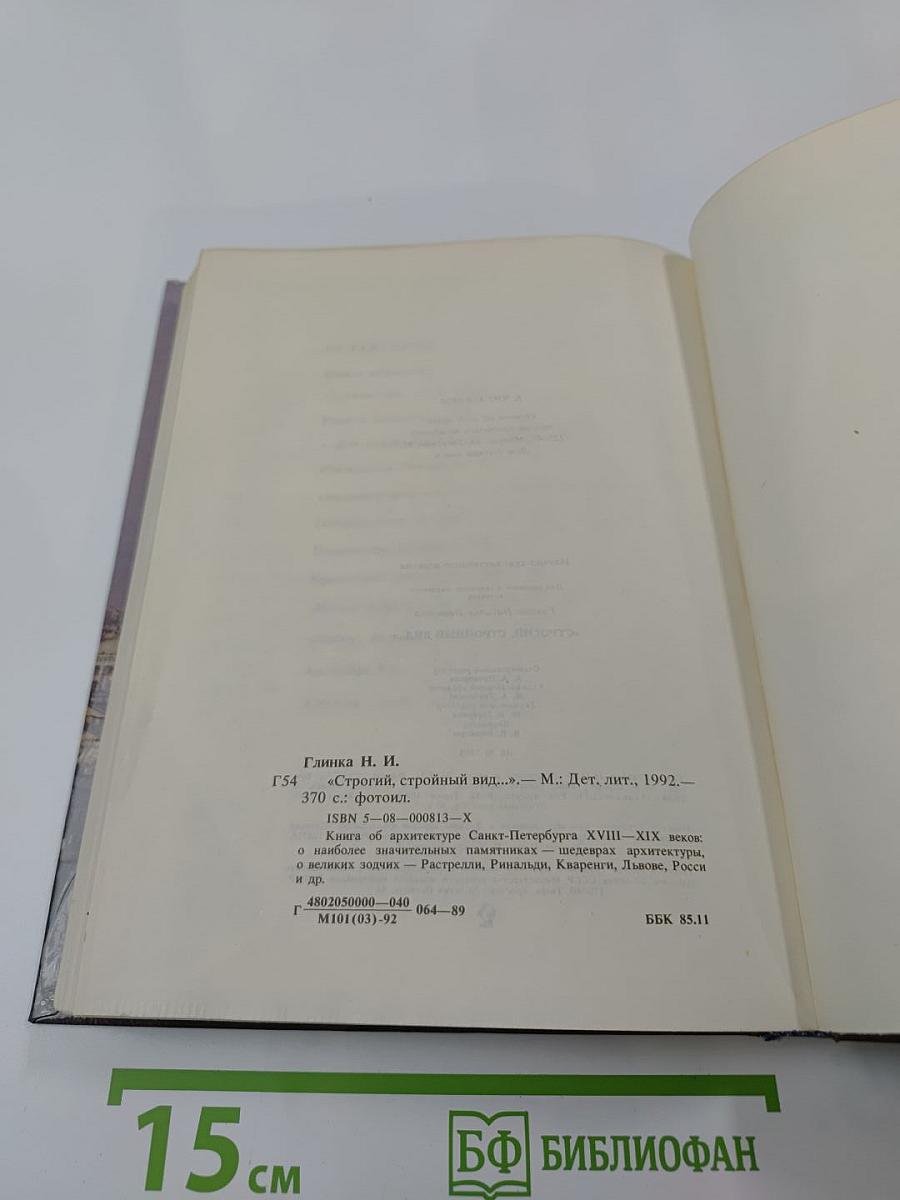 Глинка Н. И.
Г54 «Строгий, стройный вид...».— М.: Дет. лит., 1992.—
370 с.: фотоил.
ISBN 5—08—000813—X
Книга об архитектуре Санкт-Петербурга XVIII—XIX веков:
о наиболее значительных памятниках — шедеврах архитектуры,
о великих зодчих — Растрелли, Ринальди, Кваренги, Львове, Росси
и др.
Г 4802050000—040 064—89
М101(03)-92
ББК 85.11
15 см
БФ БИБЛИОФАН